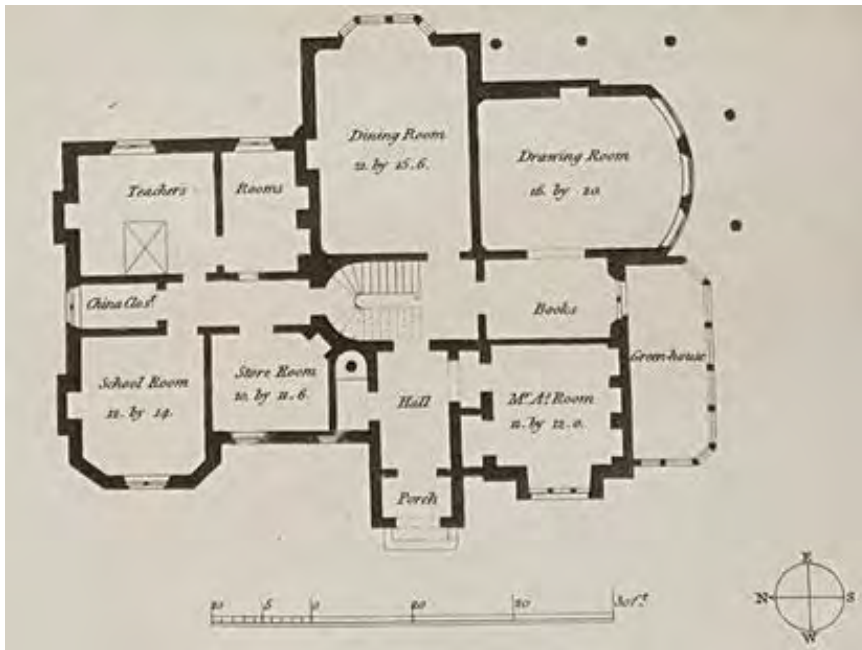 Dining Room
by 15.6.
Drawing Room
16. by 20
Teachers
Rooms
China Clos.t
Books
Green-house
School Room
12. by 14.
Store Room
10. by 11.6.
Hall
M.r A.s Room
by 12.0.
Porch
10 5 0 10 20 30 f.t
E
N S
W